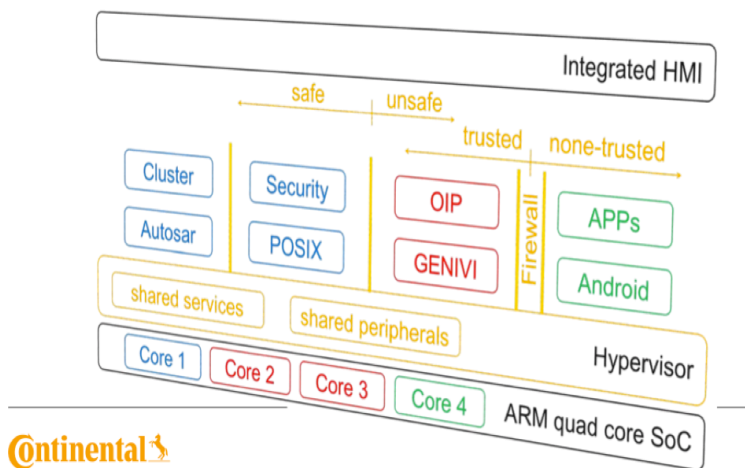 Integrated HMI
safe
unsafe
trusted
none-trusted
Cluster
Security
OIP
APPs
Autosar
POSIX
GENIVI
Firewall
Android
shared services
shared peripherals
Hypervisor
Core 1
Core 2
Core 3
Core 4
ARM quad core SoC
Continental